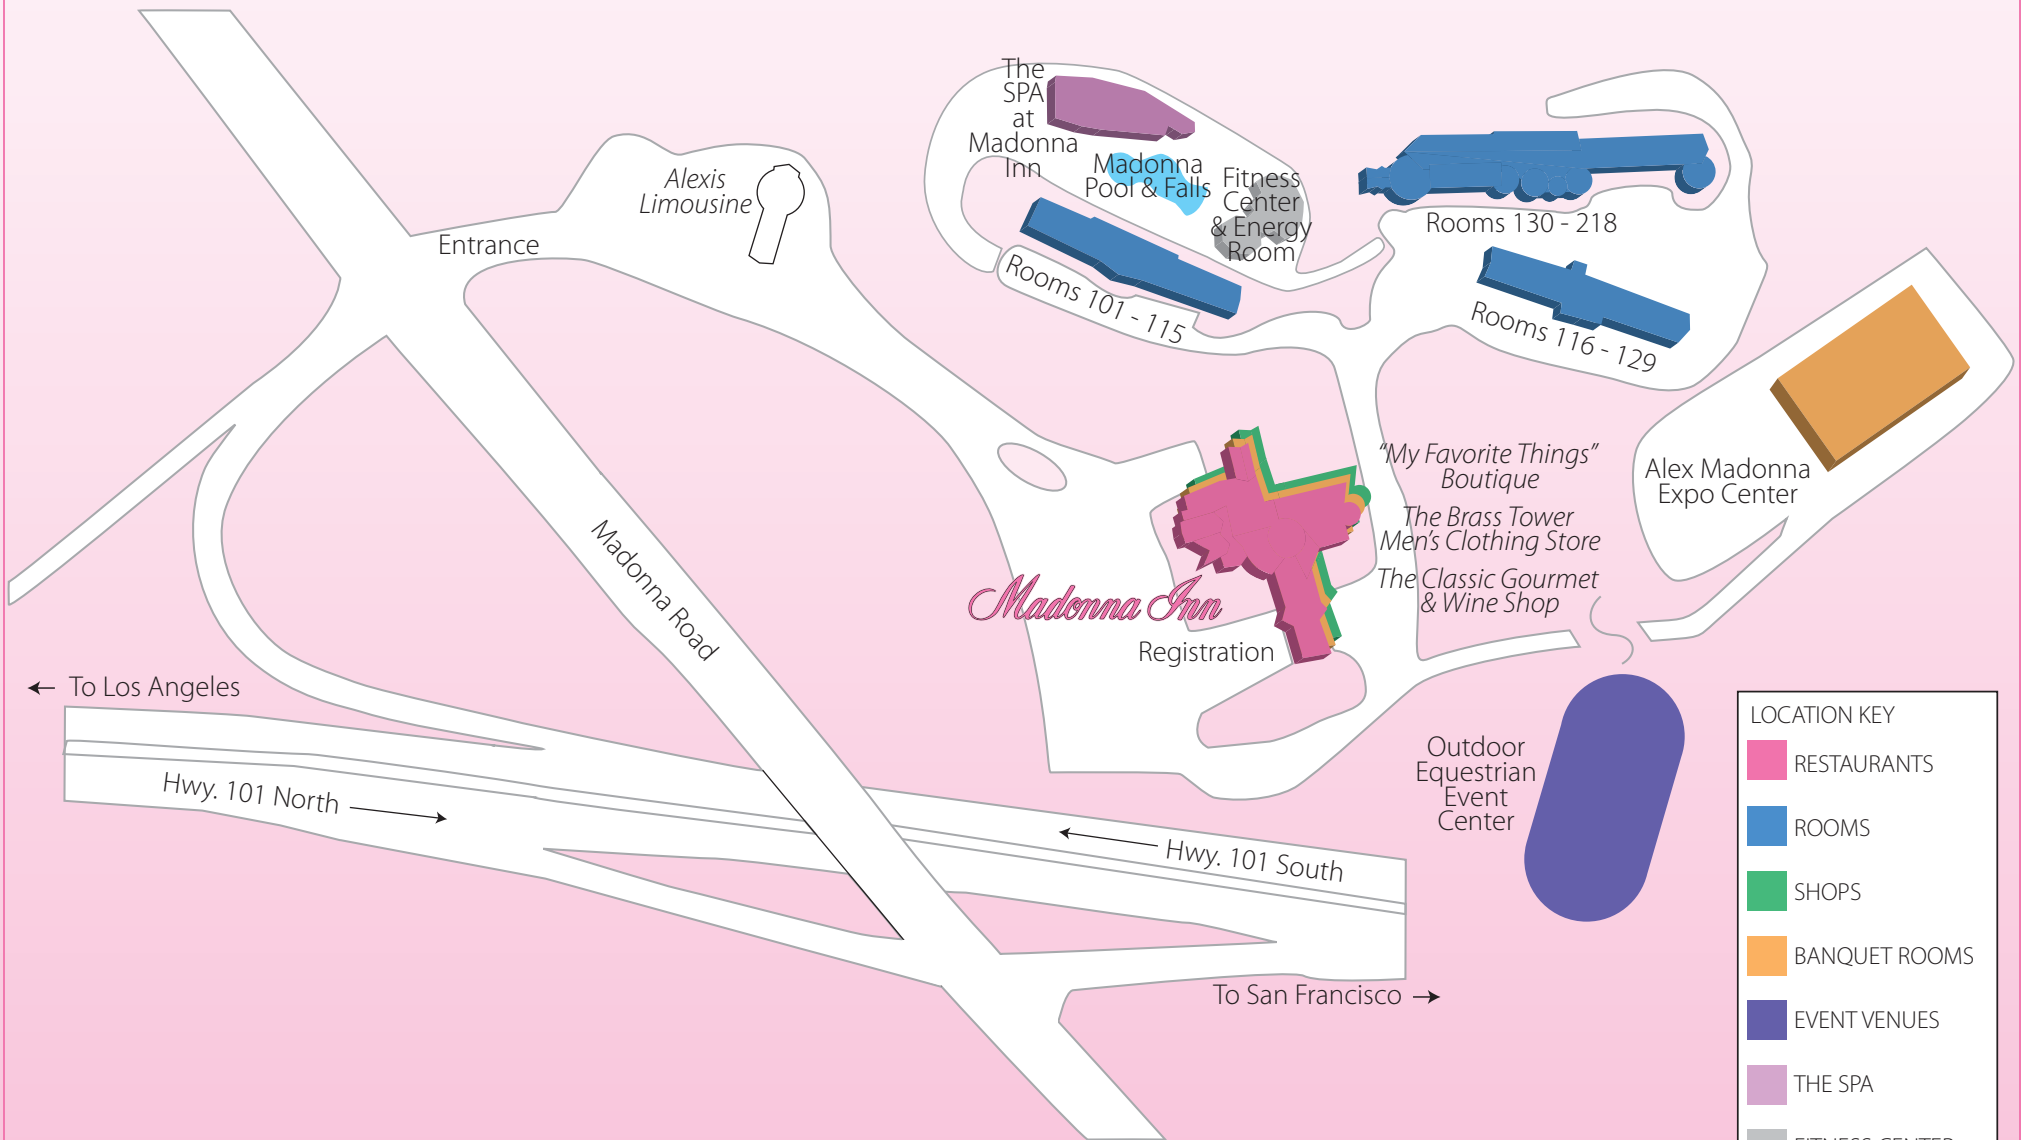 The
SPA
at
Madonna
Inn
Madonna
Pool & Falls
Fitness
Center
& Energy
Room
Alexis
Limousine
Entrance
Rooms 101 - 115
Rooms 130 - 218
Rooms 116 - 129
"My Favorite Things"
Boutique
The Brass Tower
Men's Clothing Store
The Classic Gourmet
& Wine Shop
Alex Madonna
Expo Center
Madonna Road
Madonna Inn
Registration
To Los Angeles
Hwy. 101 North
Hwy. 101 South
To San Francisco
Outdoor
Equestrian
Event
Center
LOCATION KEY
RESTAURANTS
ROOMS
SHOPS
BANQUET ROOMS
EVENT VENUES
THE SPA
FITNESS CENTER